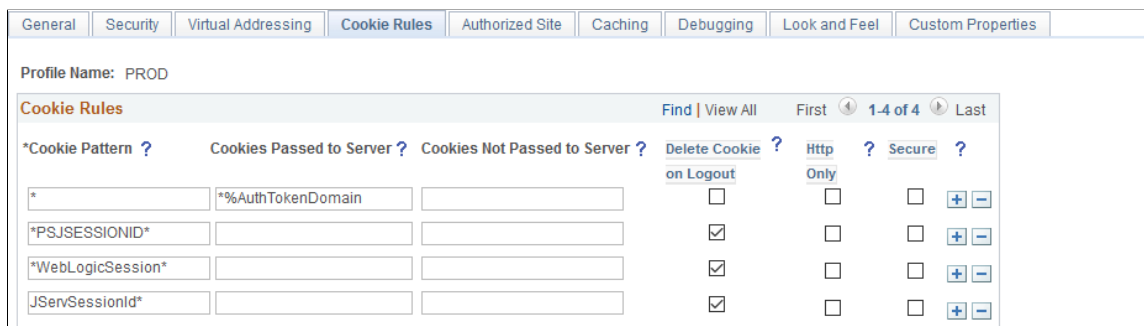 General Security Virtual Addressing Cookie Rules Authorized Site Caching Debugging Look and Feel Custom Properties
Profile Name: PROD
Cookie Rules Find | View All First 1-4 of 4 Last
*Cookie Pattern ? Cookies Passed to Server ? Cookies Not Passed to Server ? Delete Cookie ? Http ? Secure ?
on Logout Only
* *%AuthTokenDomain
*PSJSESSIONID*
*WebLogicSession*
JServSessionId*